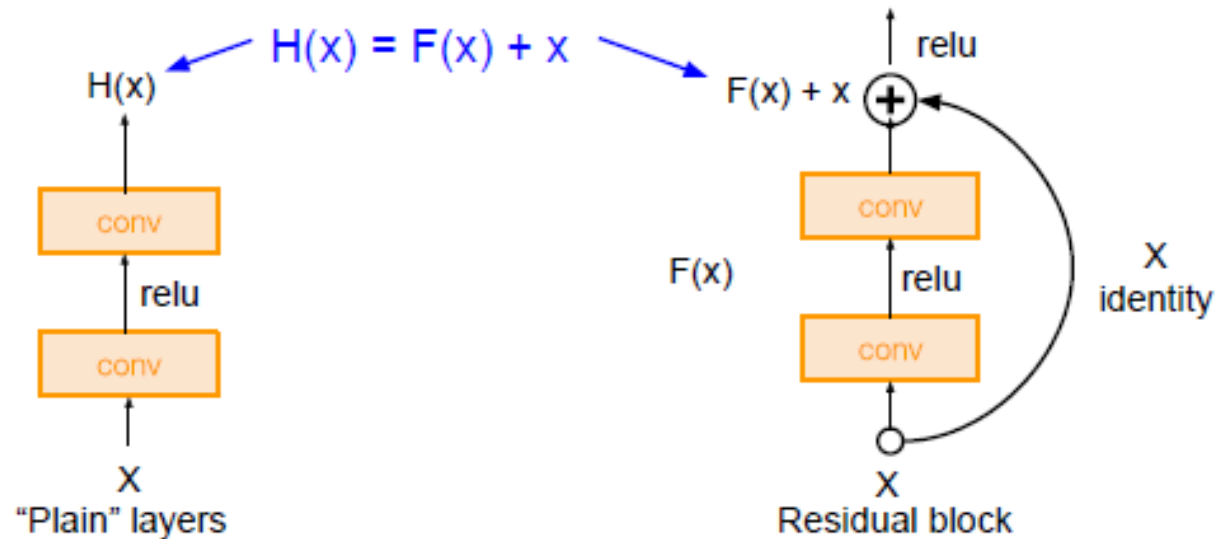 H(x) = F(x) + x
H(x)
conv
relu
conv
X
“Plain” layers
relu
F(x) + x
+
conv
F(x)
relu
conv
X
identity
X
Residual block